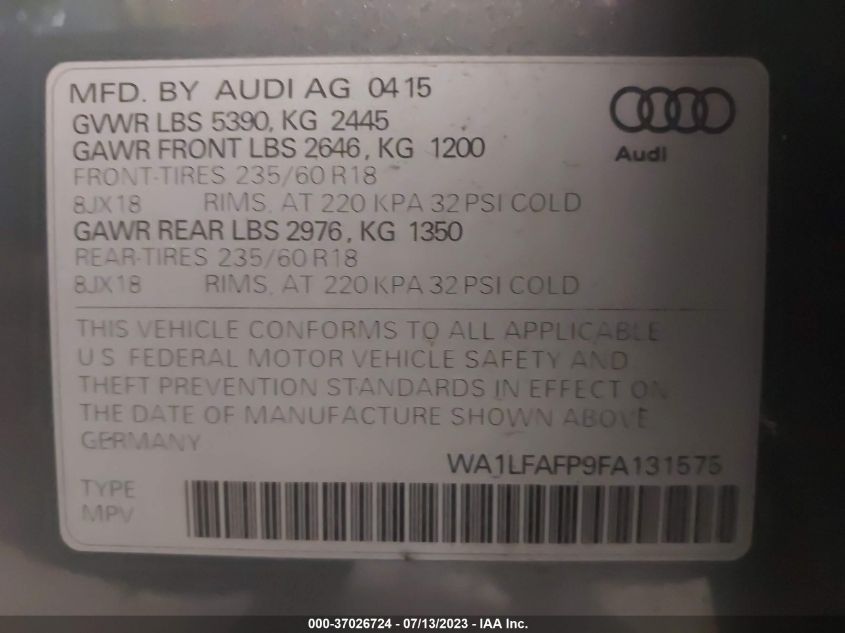 MFD. BY AUDI AG 0415
GVWR LBS 5390, KG 2445
GAWR FRONT LBS 2646, KG 1200
FRONT-TIRES 235/60 R18
8JX18 RIMS. AT 220 KPA 32 PSI COLD
GAWR REAR LBS 2976, KG 1350
REAR-TIRES 235/60 R18
8JX18 RIMS. AT 220 KPA 32 PSI COLD
Audi
THIS VEHICLE CONFORMS TO ALL APPLICABLE
U.S. FEDERAL MOTOR VEHICLE SAFETY AND
THEFT PREVENTION STANDARDS IN EFFECT ON
THE DATE OF MANUFACTURE SHOWN ABOVE
GERMANY
WA1LFAFP9FA131575
TYPE
MPV
000-37026724 - 07/13/2023 - IAA Inc.